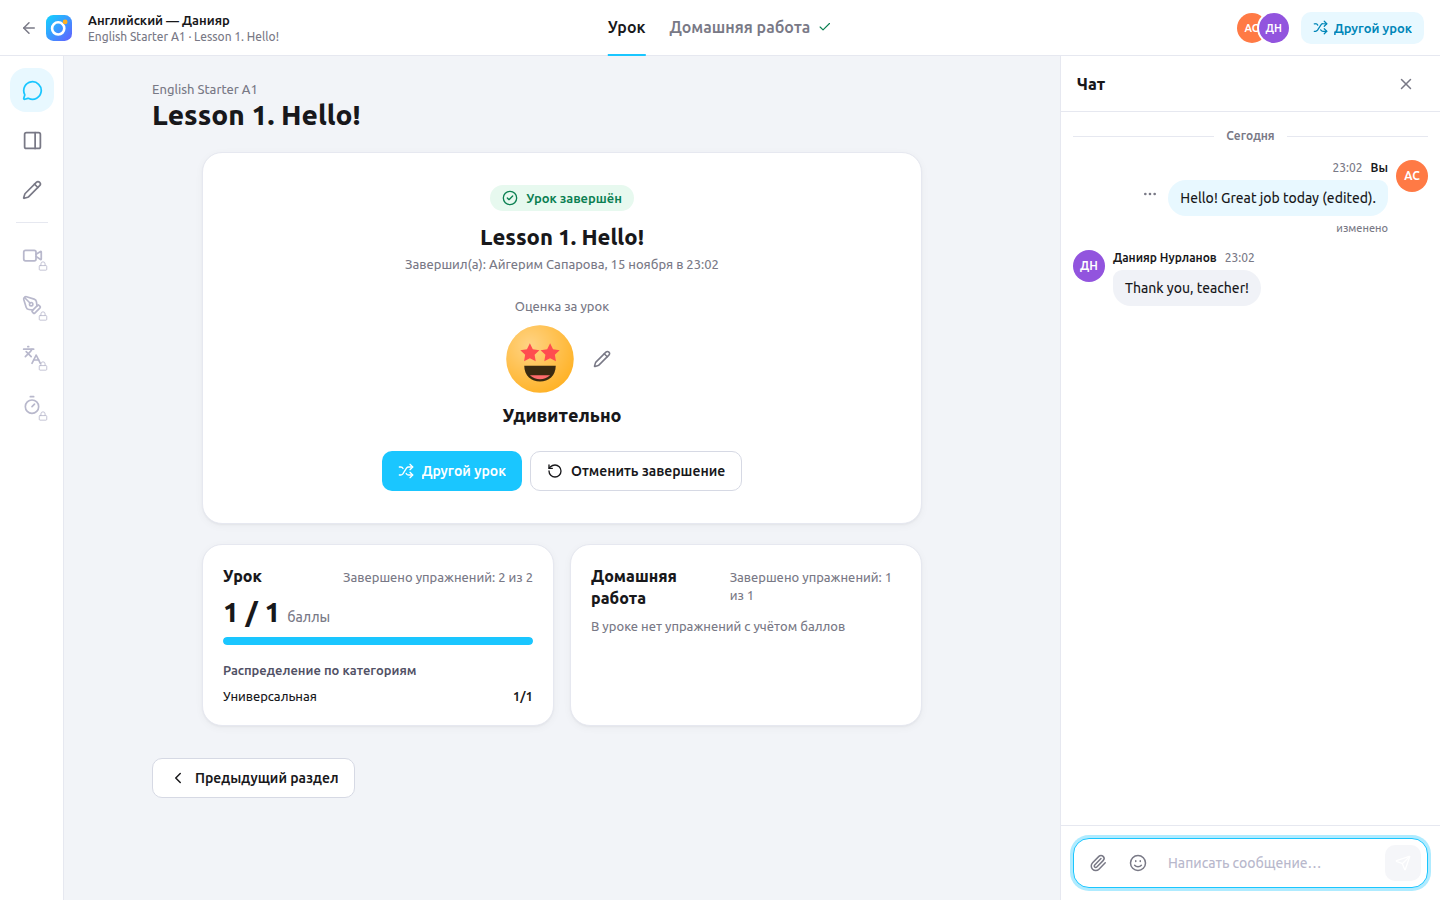 Английский — Данияр
English Starter A1 · Lesson 1. Hello!
Урок
Домашняя работа
АС
ДН
Другой урок
English Starter A1
Lesson 1. Hello!
Урок завершён
Lesson 1. Hello!
Завершил(а): Айгерим Сапарова, 15 ноября в 23:02
Оценка за урок
Удивительно
Другой урок
Отменить завершение
Урок
Завершено упражнений: 2 из 2
1 / 1 баллы
Распределение по категориям
Универсальная
1/1
Домашняя
работа
Завершено упражнений: 1
из 1
В уроке нет упражнений с учётом баллов
Предыдущий раздел
Чат
Сегодня
23:02 Вы
АС
Hello! Great job today (edited).
изменено
ДН
Данияр Нурланов 23:02
Thank you, teacher!
Написать сообщение...